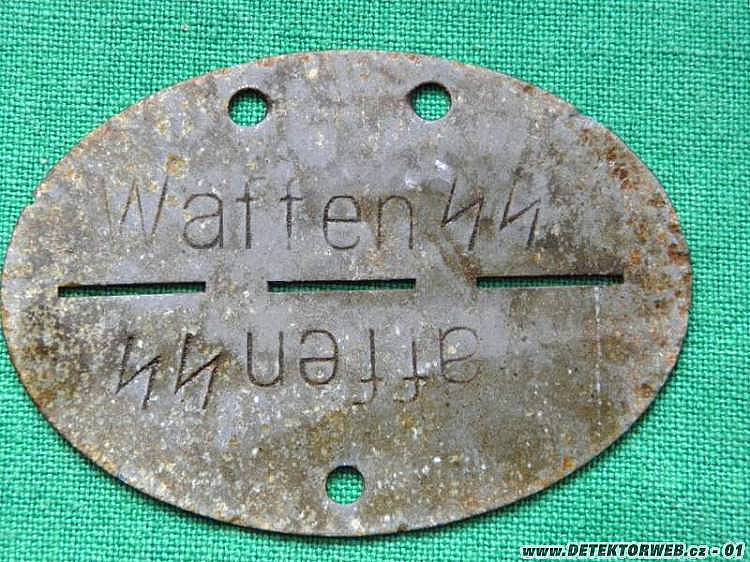 Waffen ᛋᛋ
affen ᛋᛋ
www.DETEKTORWEB.cz - 01